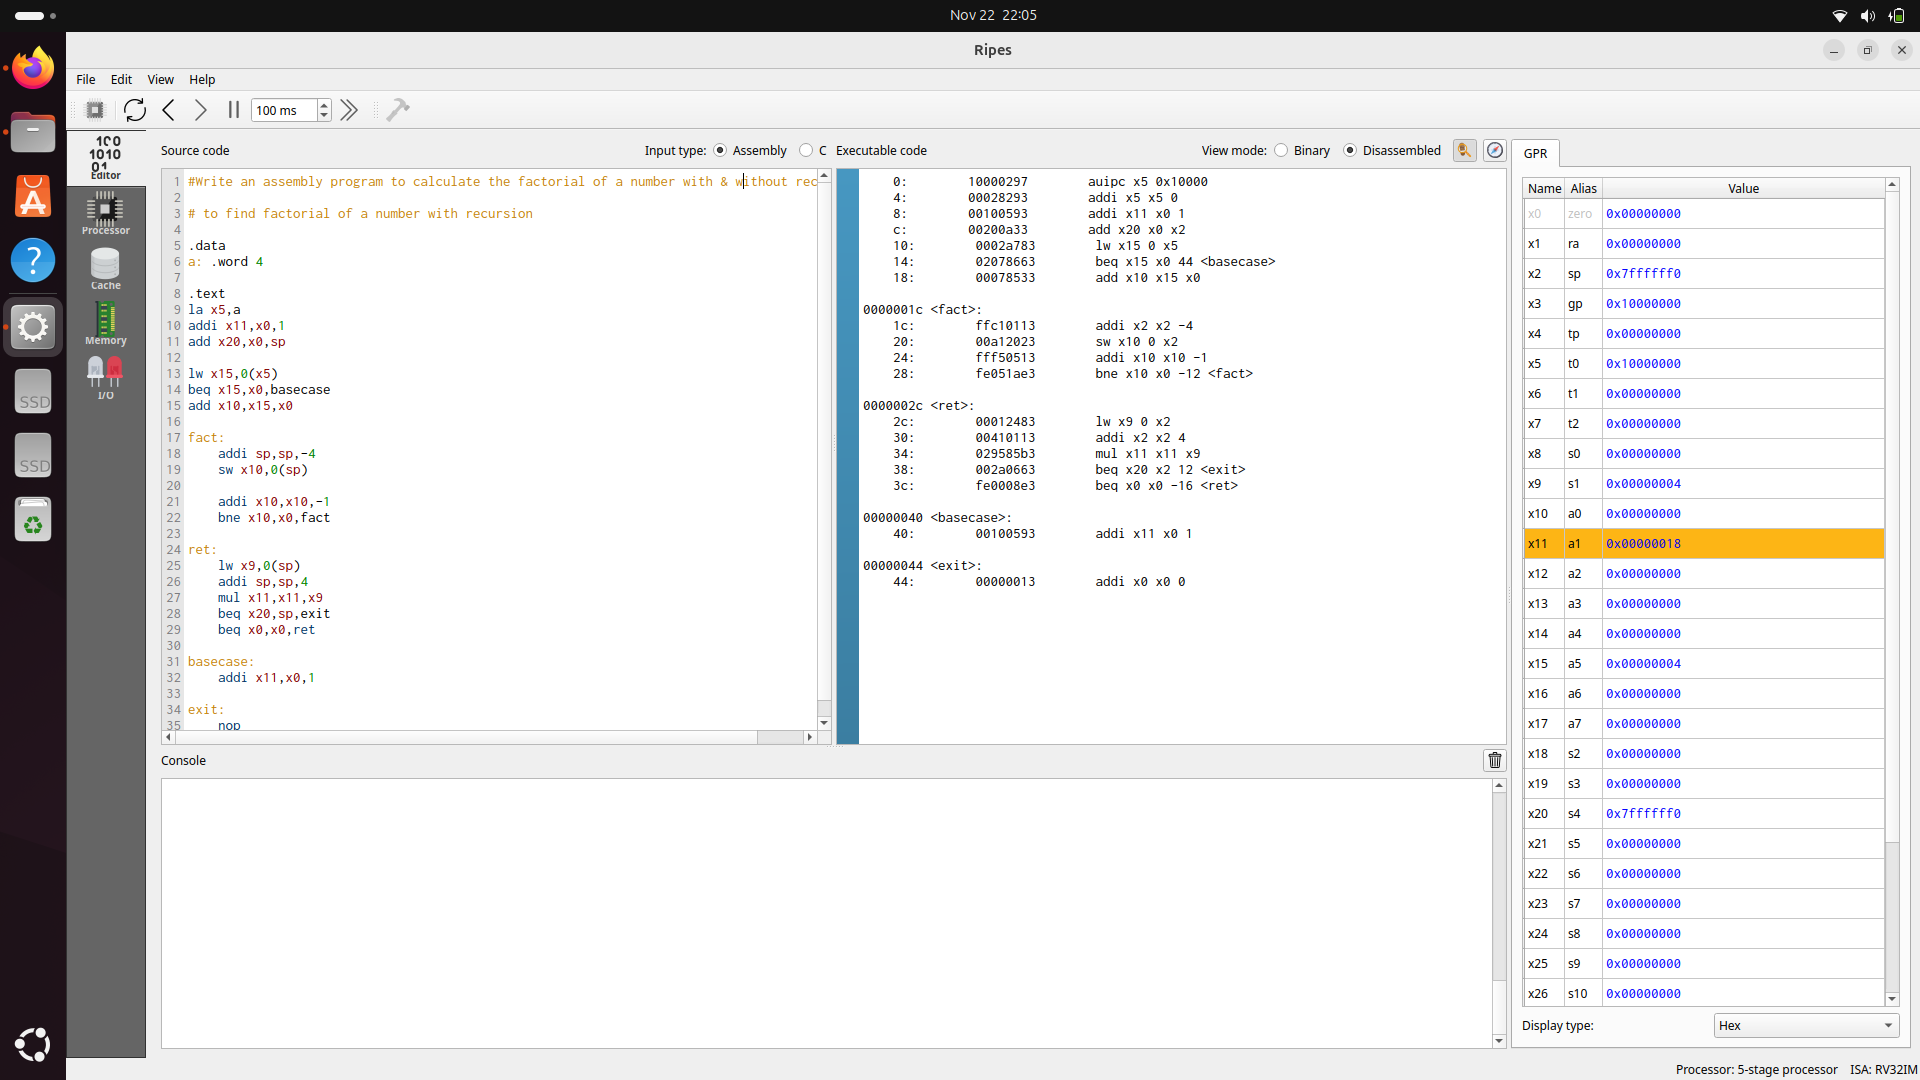 Nov 22 22:05
Ripes
File Edit View Help
100 ms
Editor
Processor
Cache
Memory
I/O
SSD
SSD
Source code Input type: Assembly C
1 #Write an assembly program to calculate the factorial of a number with & without rec
2
3 # to find factorial of a number with recursion
4
5 .data
6 a: .word 4
7
8 .text
9 la x5,a
10 addi x11,x0,1
11 add x20,x0,sp
12
13 lw x15,0(x5)
14 beq x15,x0,basecase
15 add x10,x15,x0
16
17 fact:
18 addi sp,sp,-4
19 sw x10,0(sp)
20
21 addi x10,x10,-1
22 bne x10,x0,fact
23
24 ret:
25 lw x9,0(sp)
26 addi sp,sp,4
27 mul x11,x11,x9
28 beq x20,sp,exit
29 beq x0,x0,ret
30
31 basecase:
32 addi x11,x0,1
33
34 exit:
35 nop
Executable code View mode: Binary Disassembled
0: 10000297 auipc x5 0x10000
4: 00028293 addi x5 x5 0
8: 00100593 addi x11 x0 1
c: 00200a33 add x20 x0 x2
10: 0002a783 lw x15 0 x5
14: 02078663 beq x15 x0 44 <basecase>
18: 00078533 add x10 x15 x0
0000001c <fact>:
1c: ffc10113 addi x2 x2 -4
20: 00a12023 sw x10 0 x2
24: fff50513 addi x10 x10 -1
28: fe051ae3 bne x10 x0 -12 <fact>
0000002c <ret>:
2c: 00012483 lw x9 0 x2
30: 00410113 addi x2 x2 4
34: 029585b3 mul x11 x11 x9
38: 002a0663 beq x20 x2 12 <exit>
3c: fe0008e3 beq x0 x0 -16 <ret>
00000040 <basecase>:
40: 00100593 addi x11 x0 1
00000044 <exit>:
44: 00000013 addi x0 x0 0
Console
GPR
Name Alias Value
x0 zero 0x00000000
x1 ra 0x00000000
x2 sp 0x7ffffff0
x3 gp 0x10000000
x4 tp 0x00000000
x5 t0 0x10000000
x6 t1 0x00000000
x7 t2 0x00000000
x8 s0 0x00000000
x9 s1 0x00000004
x10 a0 0x00000000
x11 a1 0x00000018
x12 a2 0x00000000
x13 a3 0x00000000
x14 a4 0x00000000
x15 a5 0x00000004
x16 a6 0x00000000
x17 a7 0x00000000
x18 s2 0x00000000
x19 s3 0x00000000
x20 s4 0x7ffffff0
x21 s5 0x00000000
x22 s6 0x00000000
x23 s7 0x00000000
x24 s8 0x00000000
x25 s9 0x00000000
x26 s10 0x00000000
Display type: Hex
Processor: 5-stage processor ISA: RV32IM